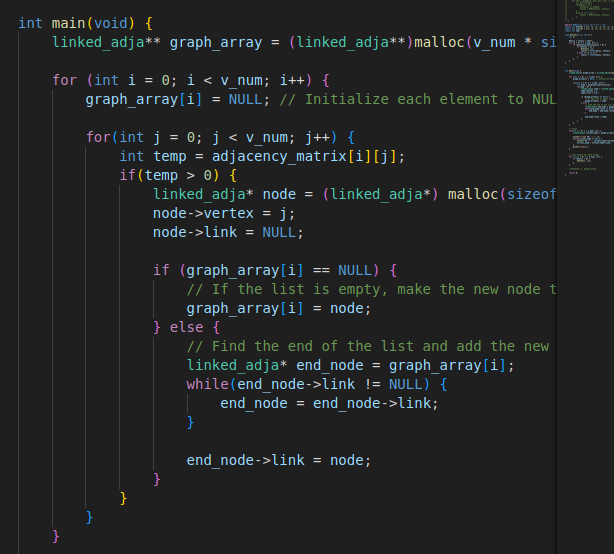 int main(void) {
linked_adja** graph_array = (linked_adja**)malloc(v_num * si
for (int i = 0; i < v_num; i++) {
graph_array[i] = NULL; // Initialize each element to NUL
for(int j = 0; j < v_num; j++) {
int temp = adjacency_matrix[i][j];
if(temp > 0) {
linked_adja* node = (linked_adja*) malloc(sizeof
node->vertex = j;
node->link = NULL;
if (graph_array[i] == NULL) {
// If the list is empty, make the new node t
graph_array[i] = node;
} else {
// Find the end of the list and add the new
linked_adja* end_node = graph_array[i];
while(end_node->link != NULL) {
end_node = end_node->link;
}
end_node->link = node;
}
}
}
}